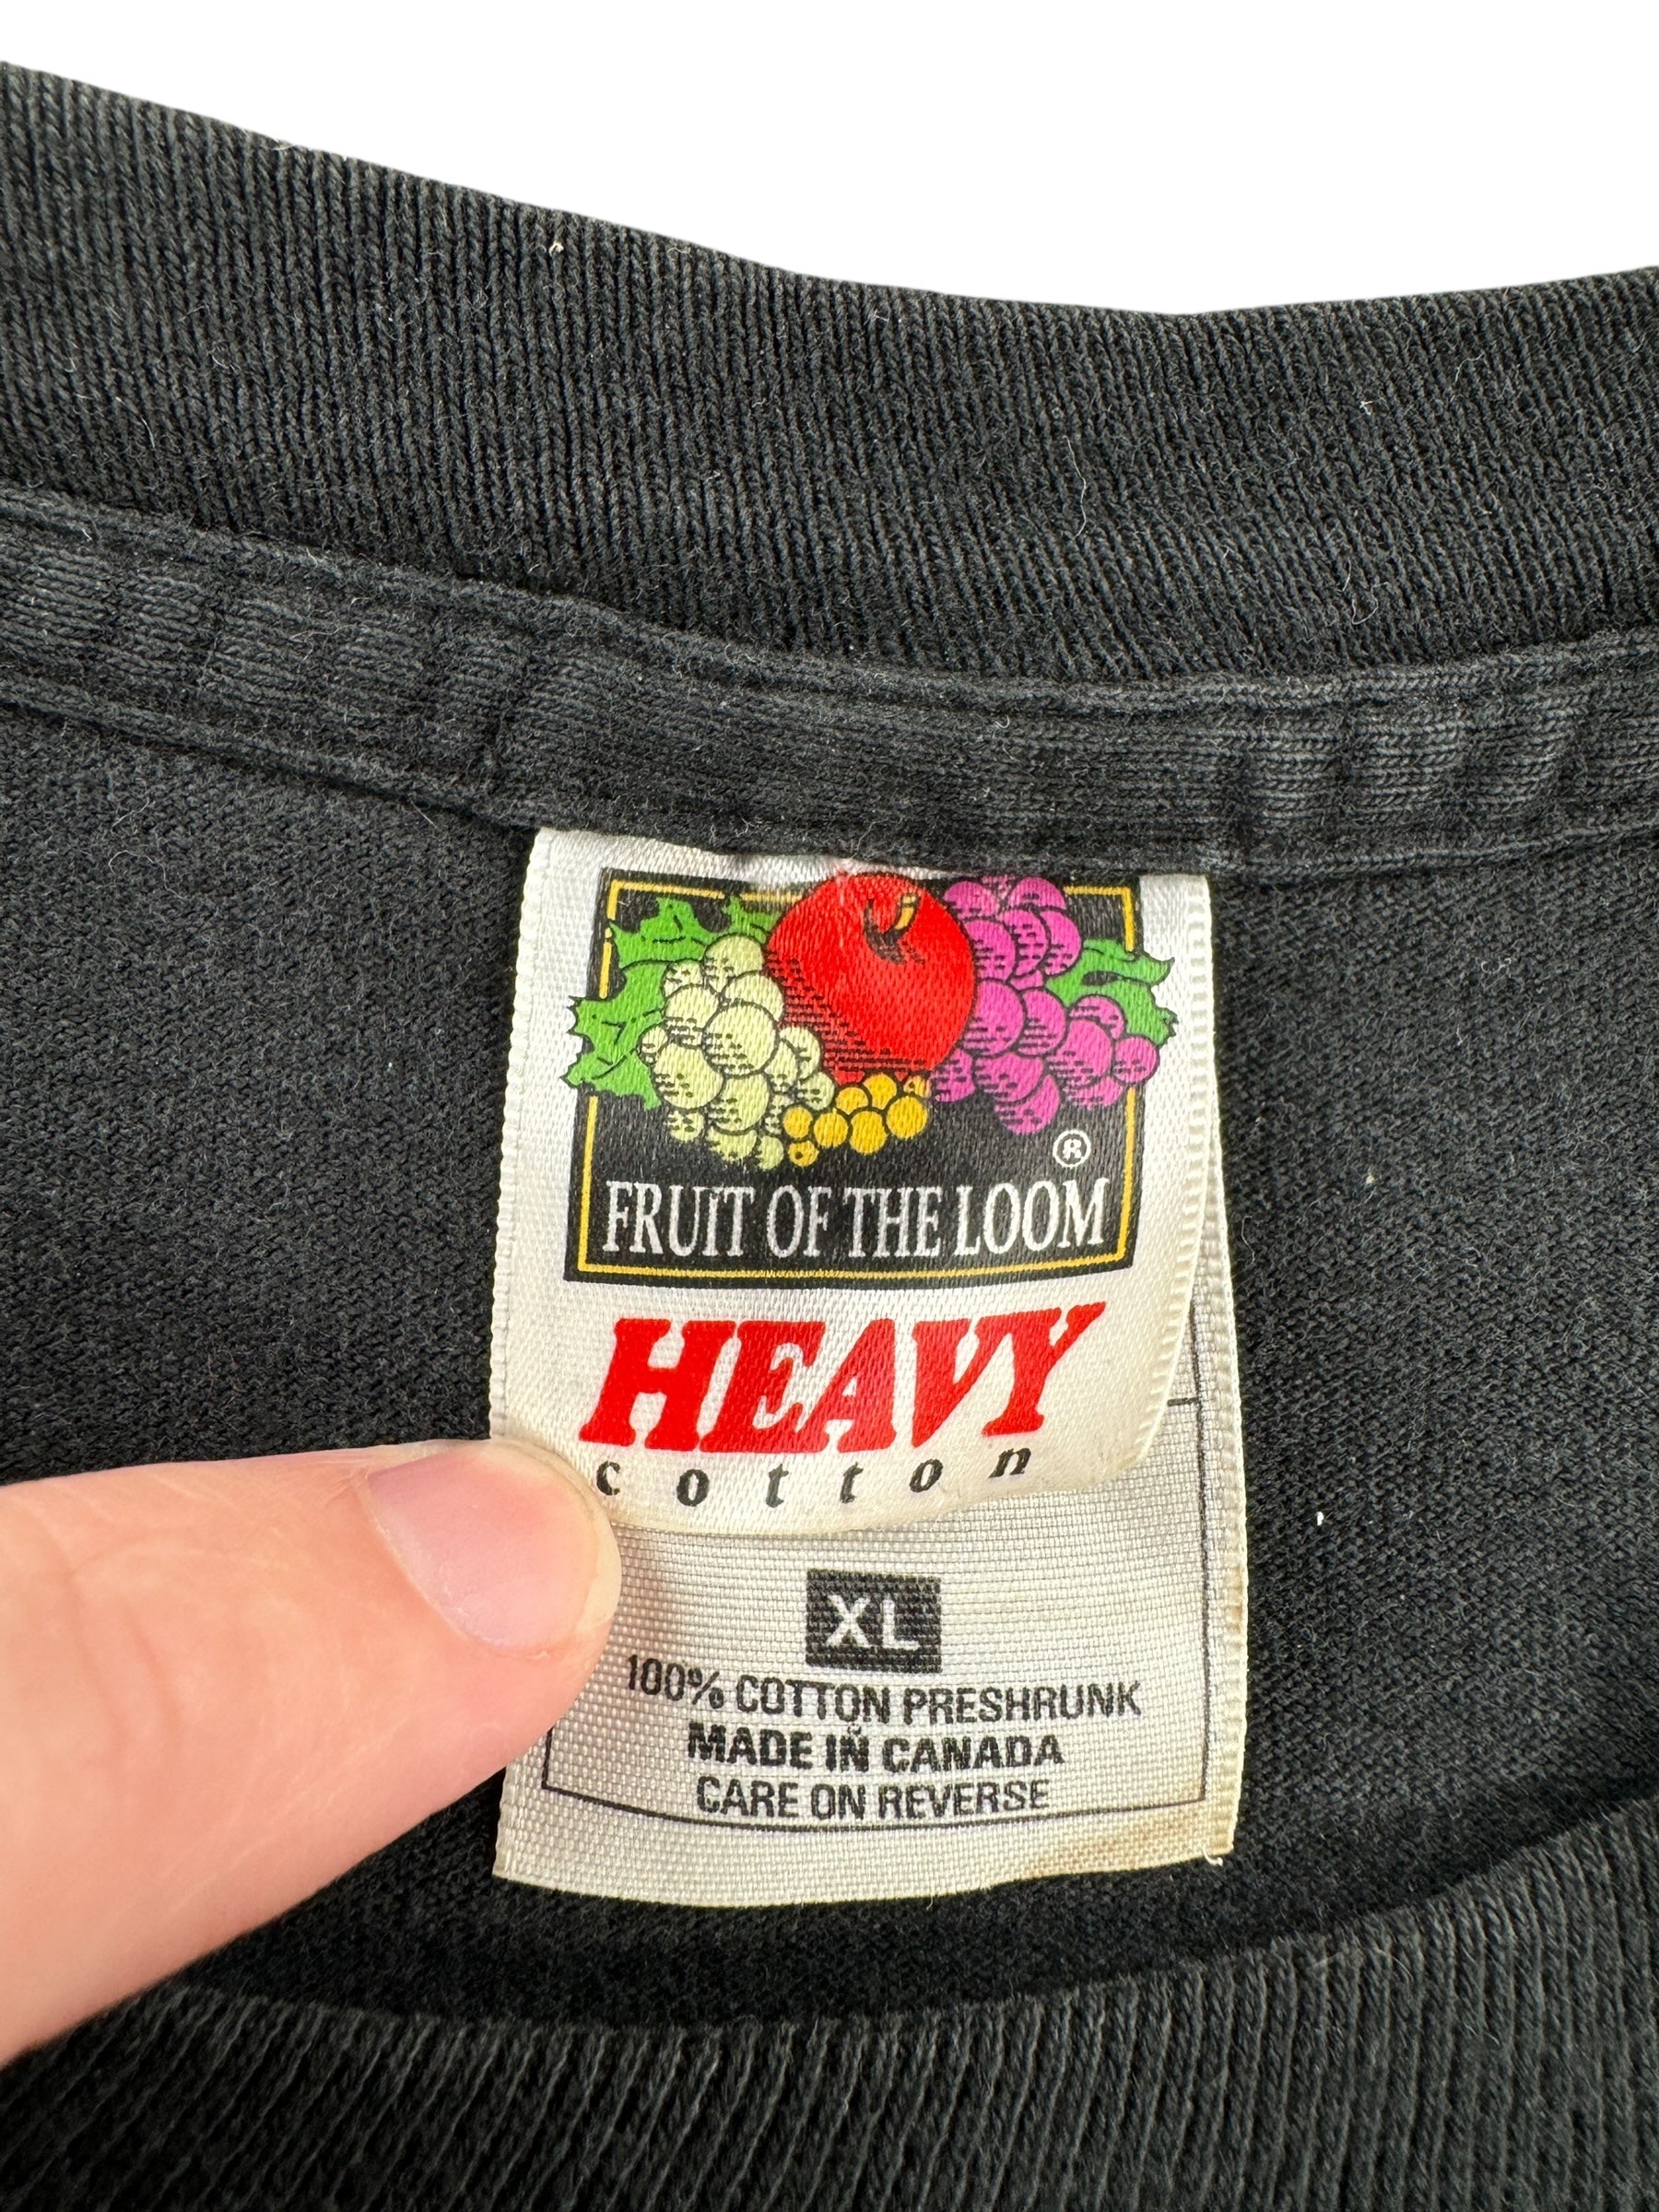 ®
FRUIT OF THE LOOM
HEAVY
cotton
XL
100% COTTON PRESHRUNK
MADE IN CANADA
CARE ON REVERSE